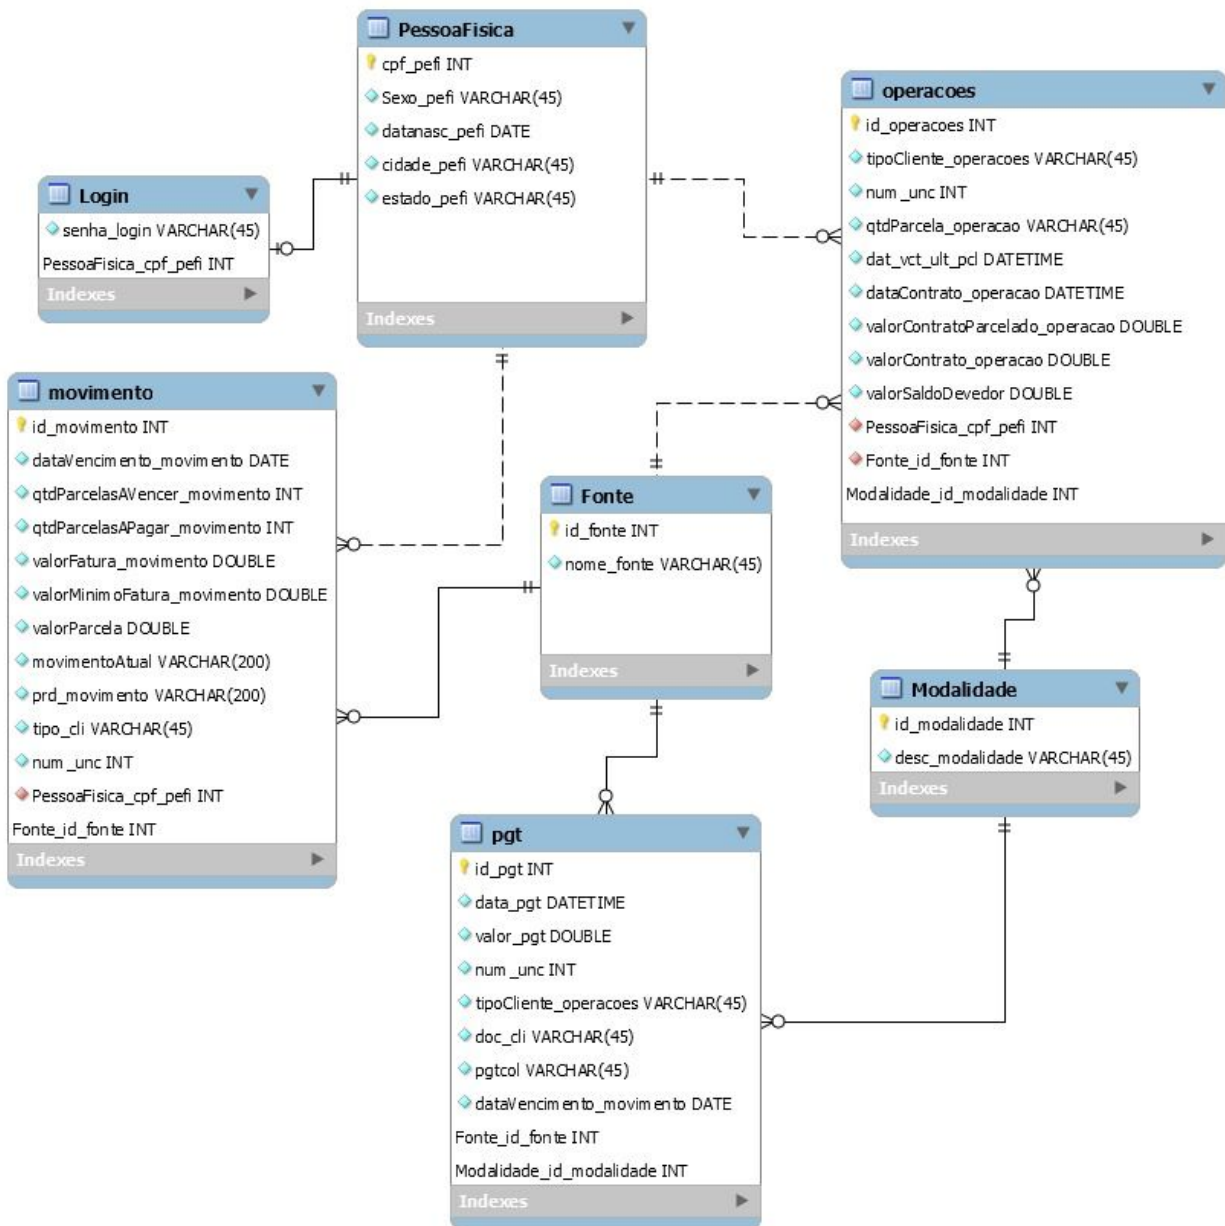 PessoaFisica
cpf_pefi INT
Sexo_pefi VARCHAR(45)
datanasc_pefi DATE
cidade_pefi VARCHAR(45)
estado_pefi VARCHAR(45)
Indexes
operacoes
id_operacoes INT
tipoCliente_operacoes VARCHAR(45)
num_unc INT
qtdParcela_operacao VARCHAR(45)
dat_vct_ult_pcl DATETIME
dataContrato_operacao DATETIME
valorContratoParcelado_operacao DOUBLE
valorContrato_operacao DOUBLE
valorSaldoDevedor DOUBLE
PessoaFisica_cpf_pefi INT
Fonte_id_fonte INT
Modalidade_id_modalidade INT
Indexes
Login
senha_login VARCHAR(45)
PessoaFisica_cpf_pefi INT
Indexes
movimento
id_movimento INT
dataVencimento_movimento DATE
qtdParcelasAVencer_movimento INT
qtdParcelasAPagar_movimento INT
valorFatura_movimento DOUBLE
valorMinimoFatura_movimento DOUBLE
valorParcela DOUBLE
movimentoAtual VARCHAR(200)
prd_movimento VARCHAR(200)
tipo_cli VARCHAR(45)
num_unc INT
PessoaFisica_cpf_pefi INT
Fonte_id_fonte INT
Indexes
Fonte
id_fonte INT
nome_fonte VARCHAR(45)
Indexes
Modalidade
id_modalidade INT
desc_modalidade VARCHAR(45)
Indexes
pgt
id_pgt INT
data_pgt DATETIME
valor_pgt DOUBLE
num_unc INT
tipoCliente_operacoes VARCHAR(45)
doc_cli VARCHAR(45)
pgtcol VARCHAR(45)
dataVencimento_movimento DATE
Fonte_id_fonte INT
Modalidade_id_modalidade INT
Indexes